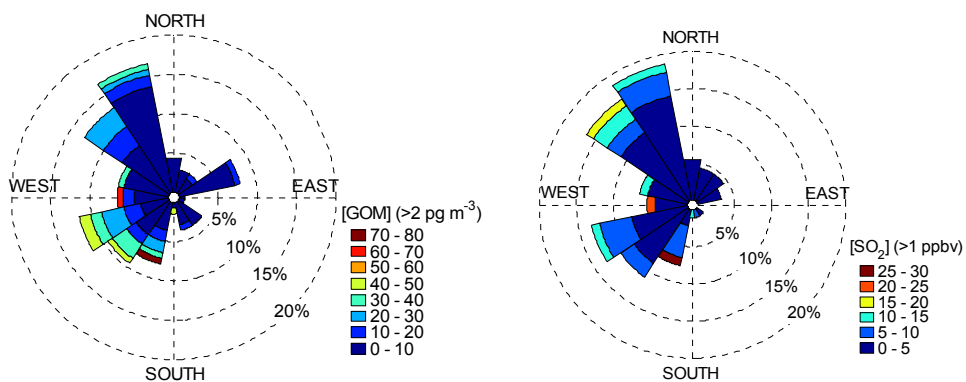 NORTH
WEST
EAST
SOUTH
5%
10%
15%
20%
[GOM] (>2 pg m⁻³)
70 - 80
60 - 70
50 - 60
40 - 50
30 - 40
20 - 30
10 - 20
0 - 10
NORTH
WEST
EAST
SOUTH
5%
10%
15%
20%
[SO₂] (>1 ppbv)
25 - 30
20 - 25
15 - 20
10 - 15
5 - 10
0 - 5